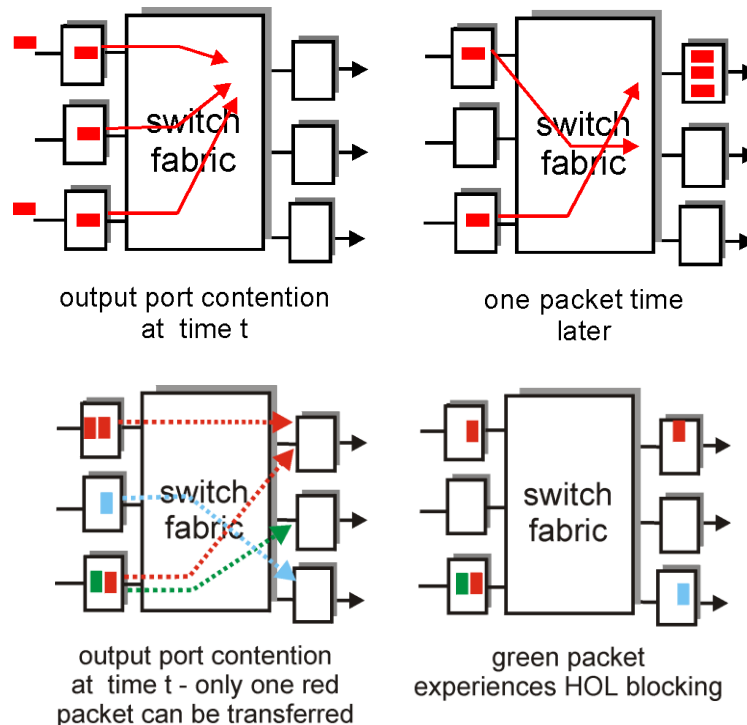 switch
fabric
switch
fabric
output port contention
at time t
one packet time
later
switch
fabric
switch
fabric
output port contention
at time t - only one red
packet can be transferred
green packet
experiences HOL blocking